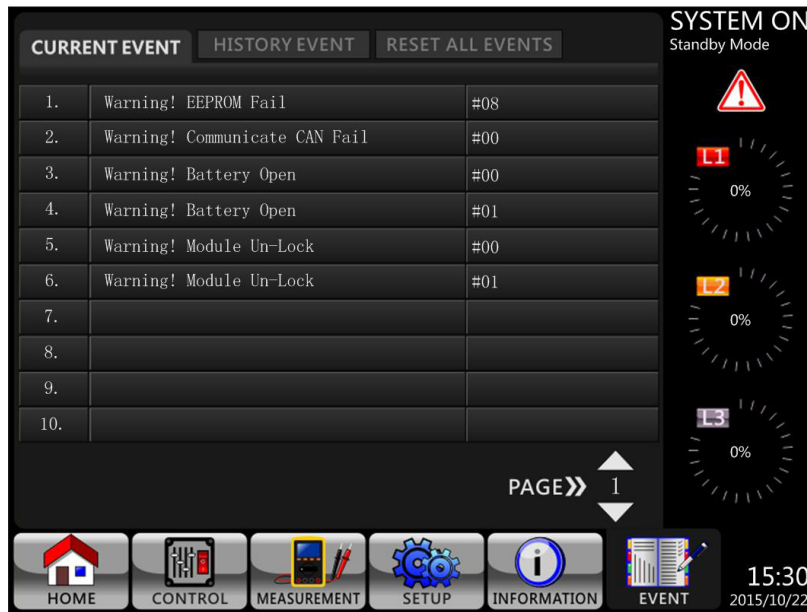 SYSTEM ON
Standby Mode
CURRENT EVENT HISTORY EVENT RESET ALL EVENTS
1. Warning! EEPROM Fail #08
2. Warning! Communicate CAN Fail #00
3. Warning! Battery Open #00
4. Warning! Battery Open #01
5. Warning! Module Un-Lock #00
6. Warning! Module Un-Lock #01
7.
8.
9.
10.
L1
0%
L2
0%
L3
0%
PAGE 1
HOME CONTROL MEASUREMENT SETUP INFORMATION EVENT
15:30
2015/10/22